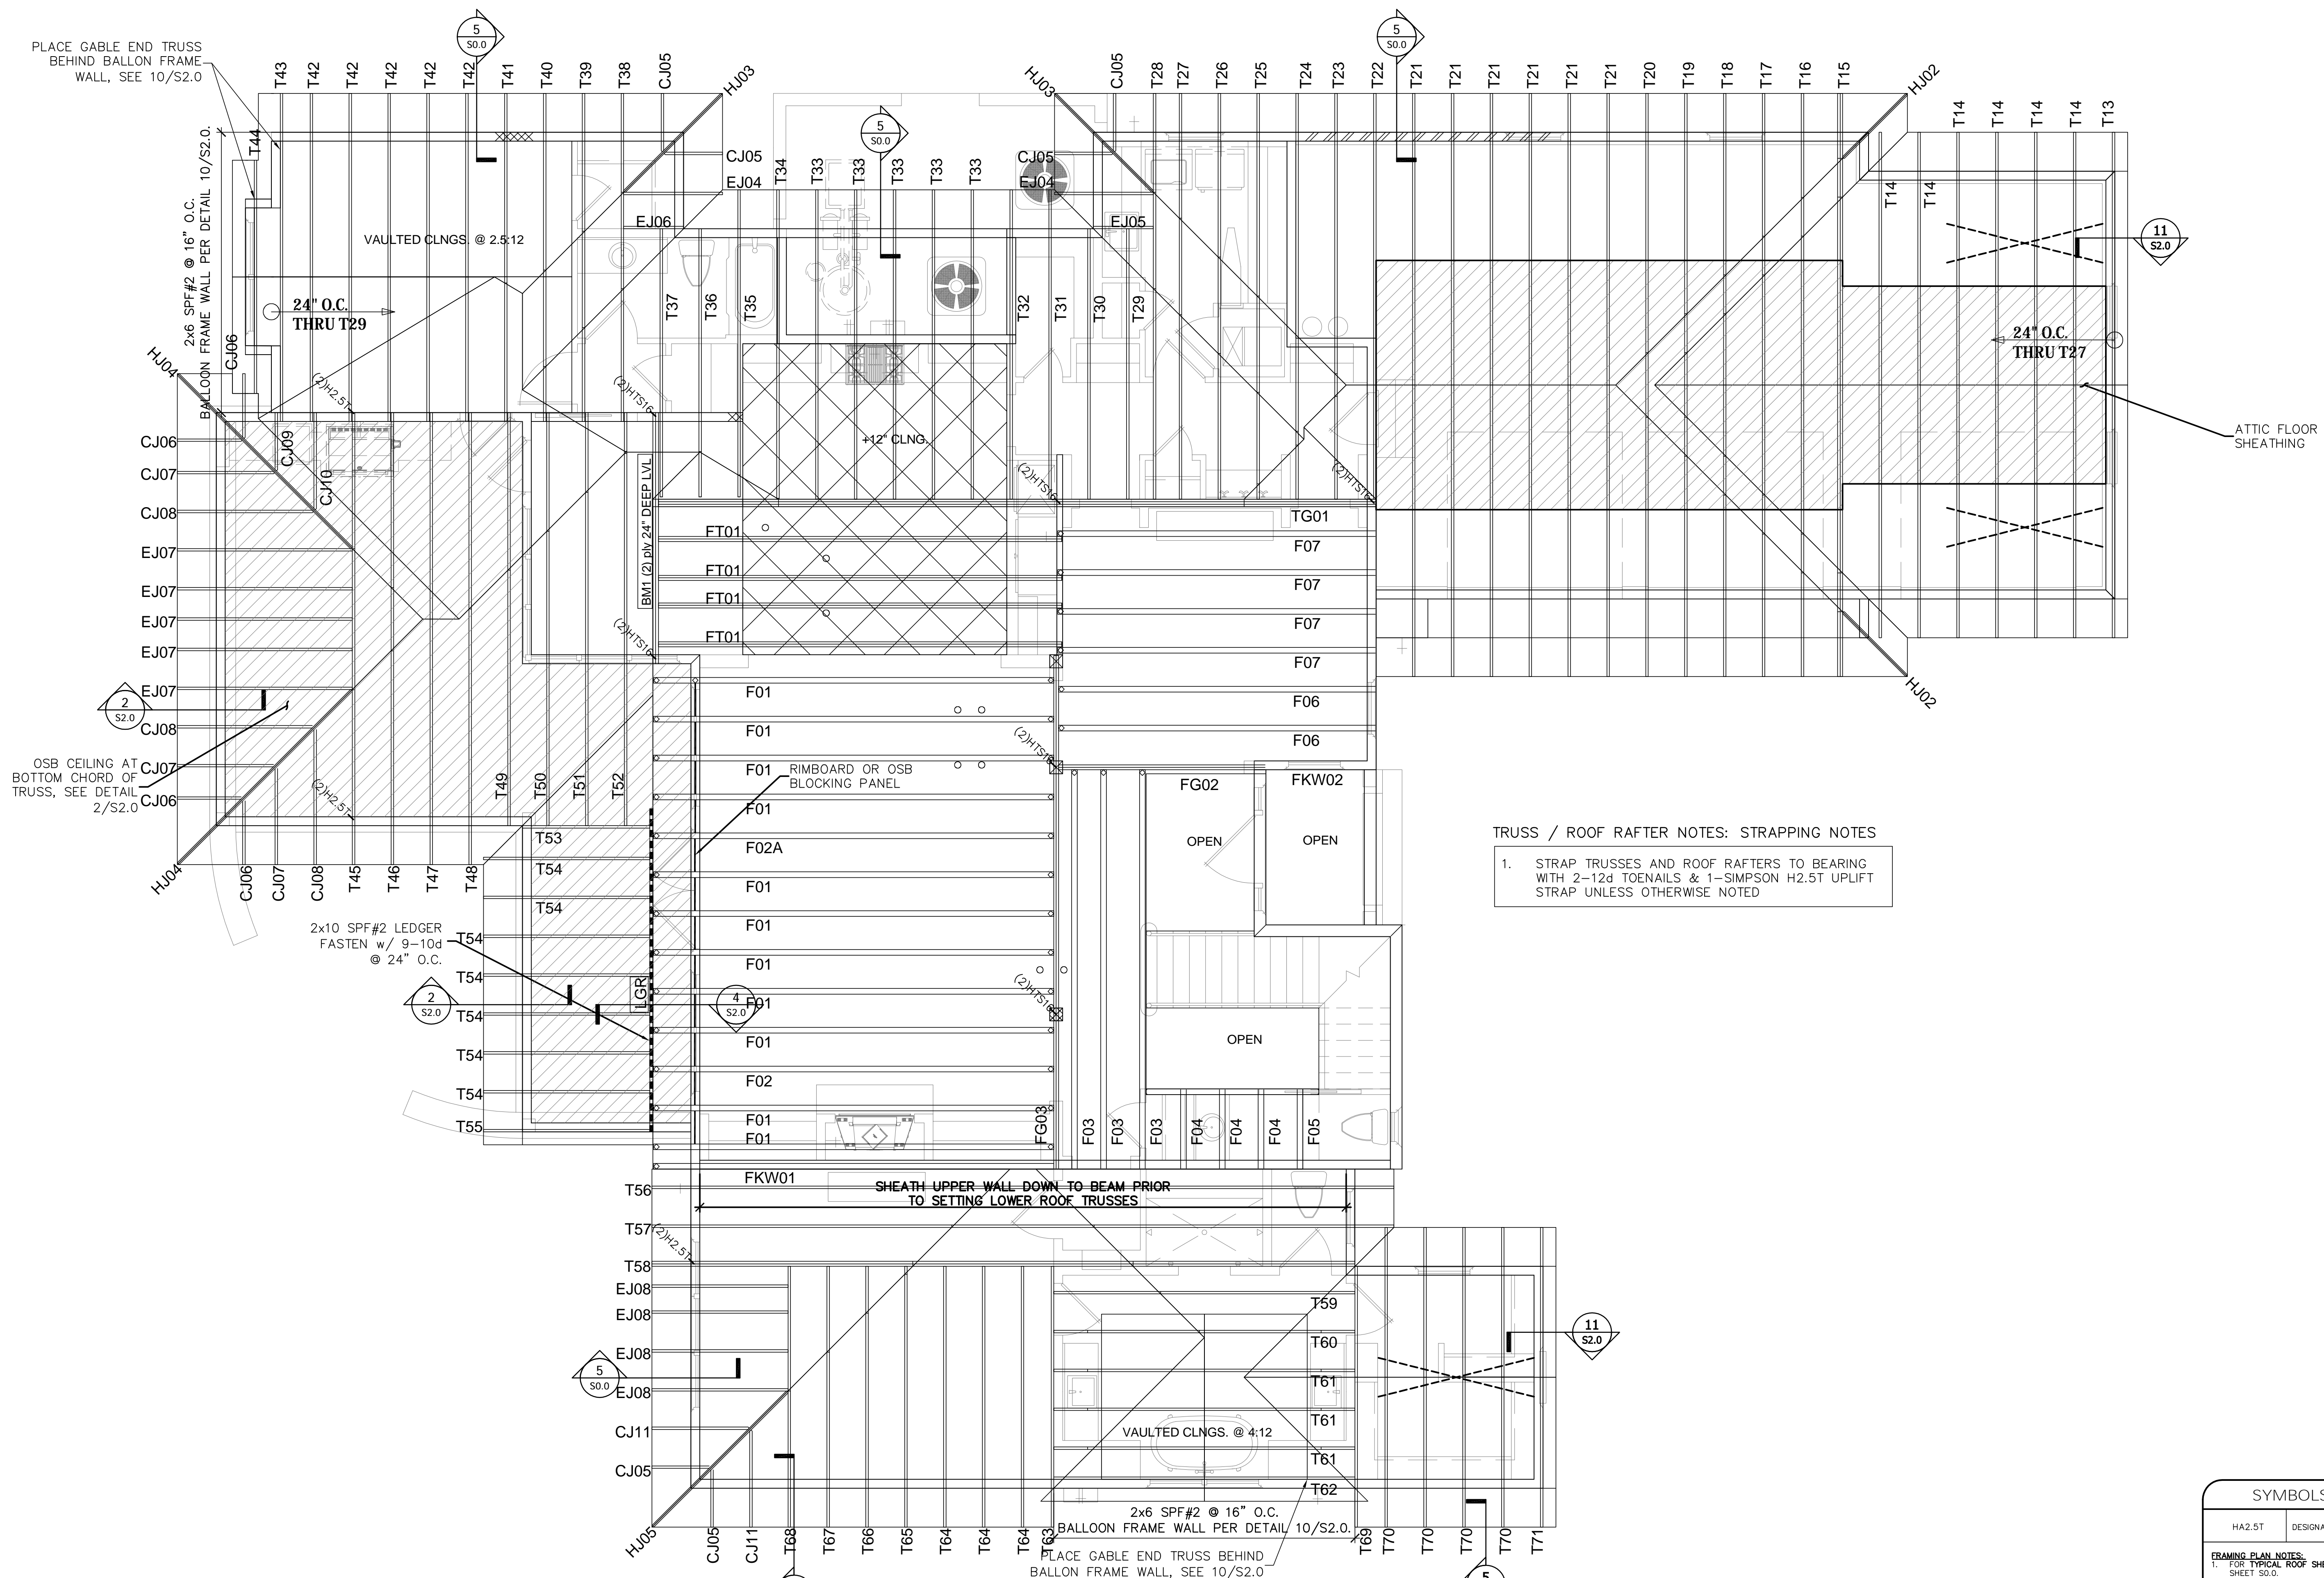 5
S0.0
5
S0.0
PLACE GABLE END TRUSS
BEHIND BALLON FRAME
WALL, SEE 10/S2.0
T43
T42
T42
T42
T42
T42
T41
T40
T39
T38
CJ05
HJ03
HJ03
CJ05
T28
T27
T26
T25
T24
T23
T22
T21
T21
T21
T21
T21
T21
T20
T19
T18
T17
T16
T15
HJ02
T14
T14
T14
T14
T13
5
S0.0
T44
CJ05
EJ04
T34
T33
T33
T33
T33
T33
CJ05
EJ04
T14
T14
2x6 SPF#2 @ 16" O.C.
BALLOON FRAME WALL PER DETAIL 10/S2.0.
VAULTED CLNGS. @ 2.5:12
EJ06
EJ05
11
S2.0
24" O.C.
THRU T29
T37
T36
T35
T32
T31
T30
T29
24" O.C.
THRU T27
CJ06
HJ04
(2)H2.5T
(2)HTS16
+12" CLNG.
ATTIC FLOOR
SHEATHING
CJ06
CJ07
CJ09
CJ10
CJ08
(2)HTS16
(2)HTS16
BM1 (2) ply 24" DEEP LVL
TG01
FT01
F07
EJ07
FT01
F07
EJ07
FT01
F07
EJ07
FT01
(2)HTS16
F07
EJ07
EJ07
F01
F06
2
S2.0
CJ08
F01
F06
(2)HTS16
OSB CEILING AT
BOTTOM CHORD OF
TRUSS, SEE DETAIL
2/S2.0
CJ07
CJ06
(2)H2.5T
T49
T50
T51
T52
F01
RIMBOARD OR OSB
BLOCKING PANEL
FG02
FKW02
F01
OPEN
OPEN
T53
F02A
TRUSS / ROOF RAFTER NOTES: STRAPPING NOTES
1. STRAP TRUSSES AND ROOF RAFTERS TO BEARING
WITH 2-12d TOENAILS & 1-SIMPSON H2.5T UPLIFT
STRAP UNLESS OTHERWISE NOTED
HJ04
CJ06
CJ07
CJ08
T45
T46
T47
T48
T54
F01
T54
F01
2x10 SPF#2 LEDGER
FASTEN w/ 9-10d
@ 24" O.C.
T54
F01
T54
LGR
(2)HTS16
2
S2.0
4
S2.0
F01
T54
F01
OPEN
T54
F02
T54
F01
T55
F01
FG03
F03
F03
F03
F04
F04
F04
F05
FKW01
T56
SHEATH UPPER WALL DOWN TO BEAM PRIOR
TO SETTING LOWER ROOF TRUSSES
T57
(2)H2.5T
T58
EJ08
T59
EJ08
T60
EJ08
11
S2.0
5
S0.0
EJ08
T61
T61
CJ11
VAULTED CLNGS. @ 4:12
T61
CJ05
T62
HJ05
CJ05
CJ11
T68
T67
T66
T65
T64
T64
T64
T63
2x6 SPF#2 @ 16" O.C.
BALLOON FRAME WALL PER DETAIL 10/S2.0.
T69
T70
T70
T70
T70
T71
PLACE GABLE END TRUSS BEHIND
BALLON FRAME WALL, SEE 10/S2.0
5
SYMBOLS
HA2.5T
FRAMING PLAN NOTES:
1. FOR TYPICAL ROOF
SHEET S0.0.